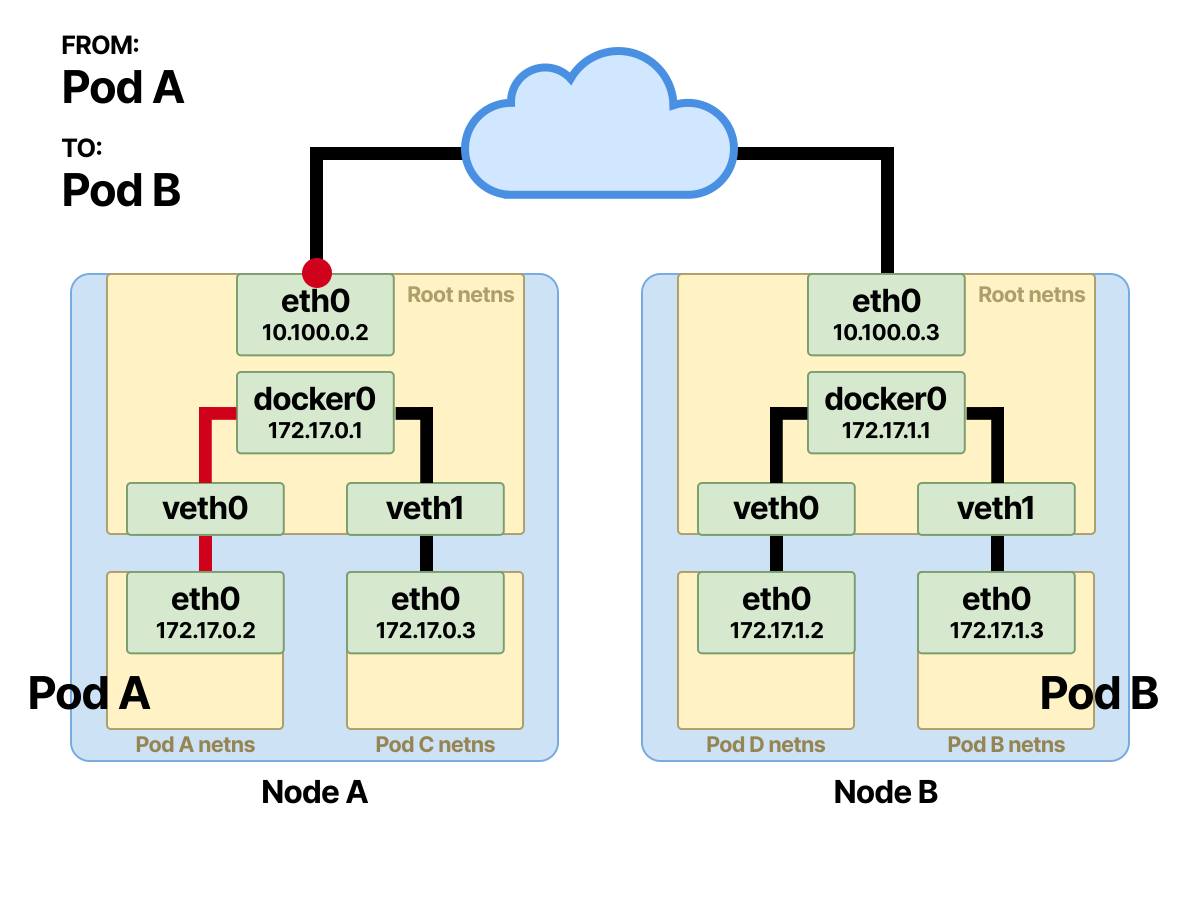 FROM:
Pod A
TO:
Pod B
eth0
10.100.0.2
Root netns
docker0
172.17.0.1
veth0
veth1
eth0
172.17.0.2
eth0
172.17.0.3
Pod A
Pod A netns
Pod C netns
Node A
eth0
10.100.0.3
Root netns
docker0
172.17.1.1
veth0
veth1
eth0
172.17.1.2
eth0
172.17.1.3
Pod B
Pod D netns
Pod B netns
Node B